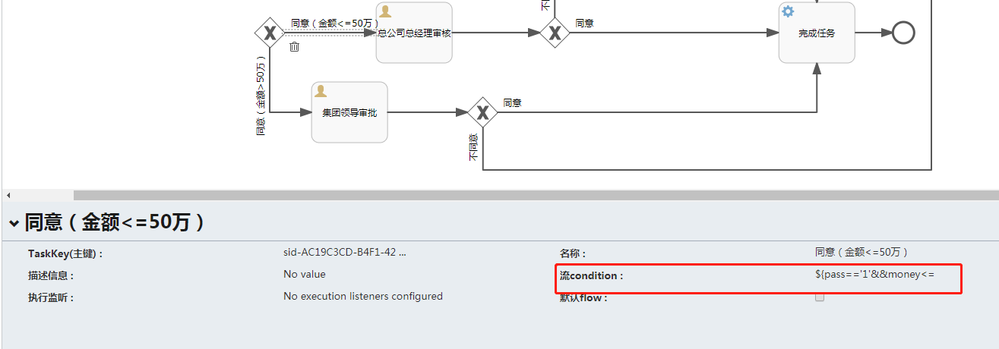 不
同意（金额<=50万）
同意
总公司总经理审核
完成任务
同意（金额>50万）
集团领导审批
同意
不同意
同意（金额<=50万）
TaskKey(主键)：
sid-AC19C3CD-B4F1-42 ...
名称：
同意（金额<=50万）
描述信息：
No value
流condition：
${pass=='1'&&money<=
执行监听：
No execution listeners configured
默认flow：